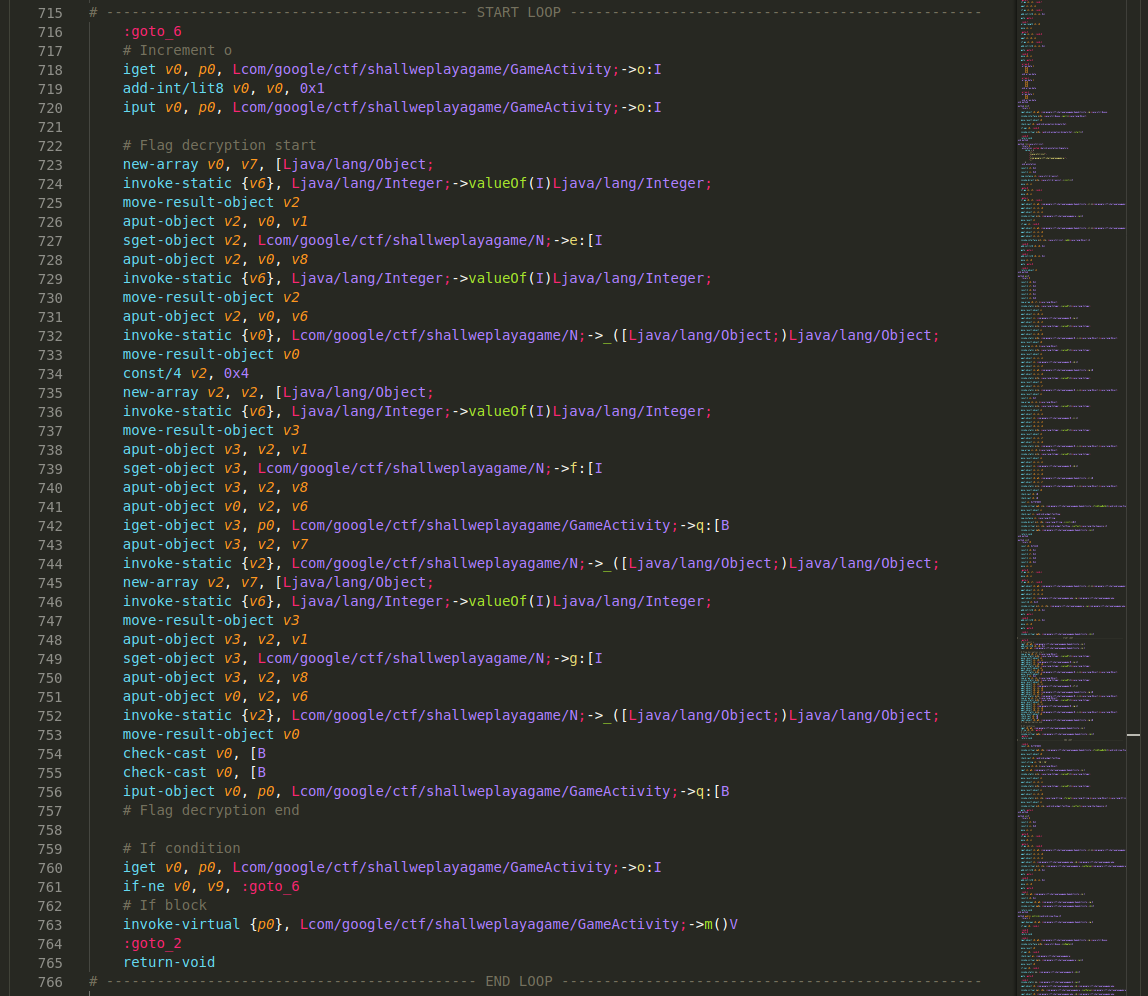 715 # ------------------------------------------- START LOOP -------------------------------------------------
716 :goto_6
717 # Increment o
718 iget v0, p0, Lcom/google/ctf/shallweplayagame/GameActivity;->o:I
719 add-int/lit8 v0, v0, 0x1
720 iput v0, p0, Lcom/google/ctf/shallweplayagame/GameActivity;->o:I
721
722 # Flag decryption start
723 new-array v0, v7, [Ljava/lang/Object;
724 invoke-static {v6}, Ljava/lang/Integer;->valueOf(I)Ljava/lang/Integer;
725 move-result-object v2
726 aput-object v2, v0, v1
727 sget-object v2, Lcom/google/ctf/shallweplayagame/N;->e:[I
728 aput-object v2, v0, v8
729 invoke-static {v6}, Ljava/lang/Integer;->valueOf(I)Ljava/lang/Integer;
730 move-result-object v2
731 aput-object v2, v0, v6
732 invoke-static {v0}, Lcom/google/ctf/shallweplayagame/N;->_([Ljava/lang/Object;)Ljava/lang/Object;
733 move-result-object v0
734 const/4 v2, 0x4
735 new-array v2, v2, [Ljava/lang/Object;
736 invoke-static {v6}, Ljava/lang/Integer;->valueOf(I)Ljava/lang/Integer;
737 move-result-object v3
738 aput-object v3, v2, v1
739 sget-object v3, Lcom/google/ctf/shallweplayagame/N;->f:[I
740 aput-object v3, v2, v8
741 aput-object v0, v2, v6
742 iget-object v3, p0, Lcom/google/ctf/shallweplayagame/GameActivity;->q:[B
743 aput-object v3, v2, v7
744 invoke-static {v2}, Lcom/google/ctf/shallweplayagame/N;->_([Ljava/lang/Object;)Ljava/lang/Object;
745 new-array v2, v7, [Ljava/lang/Object;
746 invoke-static {v6}, Ljava/lang/Integer;->valueOf(I)Ljava/lang/Integer;
747 move-result-object v3
748 aput-object v3, v2, v1
749 sget-object v3, Lcom/google/ctf/shallweplayagame/N;->g:[I
750 aput-object v3, v2, v8
751 aput-object v0, v2, v6
752 invoke-static {v2}, Lcom/google/ctf/shallweplayagame/N;->_([Ljava/lang/Object;)Ljava/lang/Object;
753 move-result-object v0
754 check-cast v0, [B
755 check-cast v0, [B
756 iput-object v0, p0, Lcom/google/ctf/shallweplayagame/GameActivity;->q:[B
757 # Flag decryption end
758
759 # If condition
760 iget v0, p0, Lcom/google/ctf/shallweplayagame/GameActivity;->o:I
761 if-ne v0, v9, :goto_6
762 # If block
763 invoke-virtual {p0}, Lcom/google/ctf/shallweplayagame/GameActivity;->m()V
764 :goto_2
765 return-void
766 # -------------------------------------------- END LOOP --------------------------------------------------